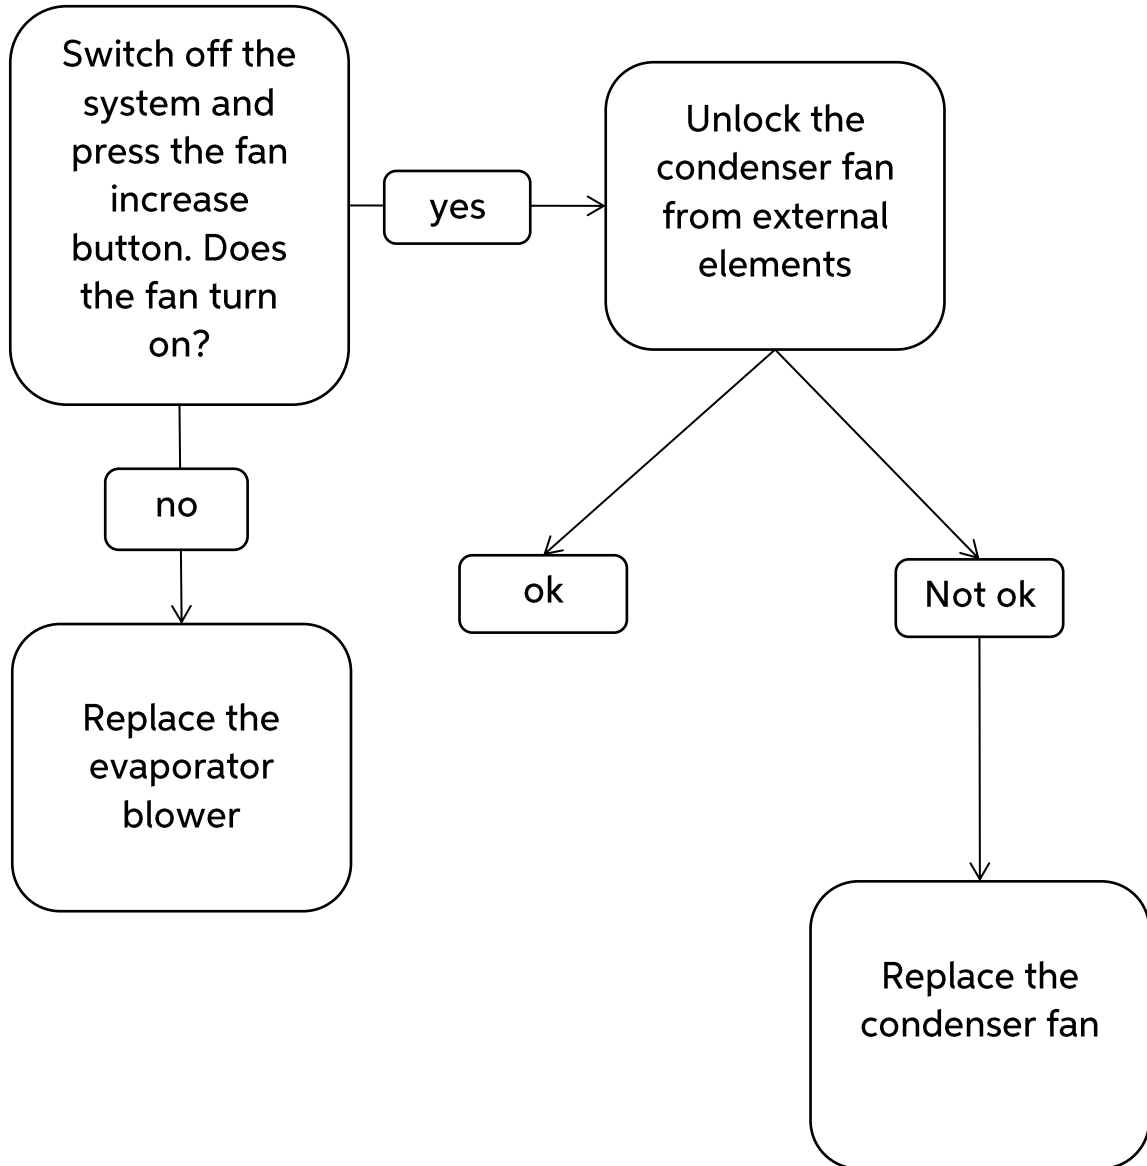 Switch off the
system and
press the fan
increase
button. Does
the fan turn
on?
yes
Unlock the
condenser fan
from external
elements
no
ok
Not ok
Replace the
evaporator
blower
Replace the
condenser fan